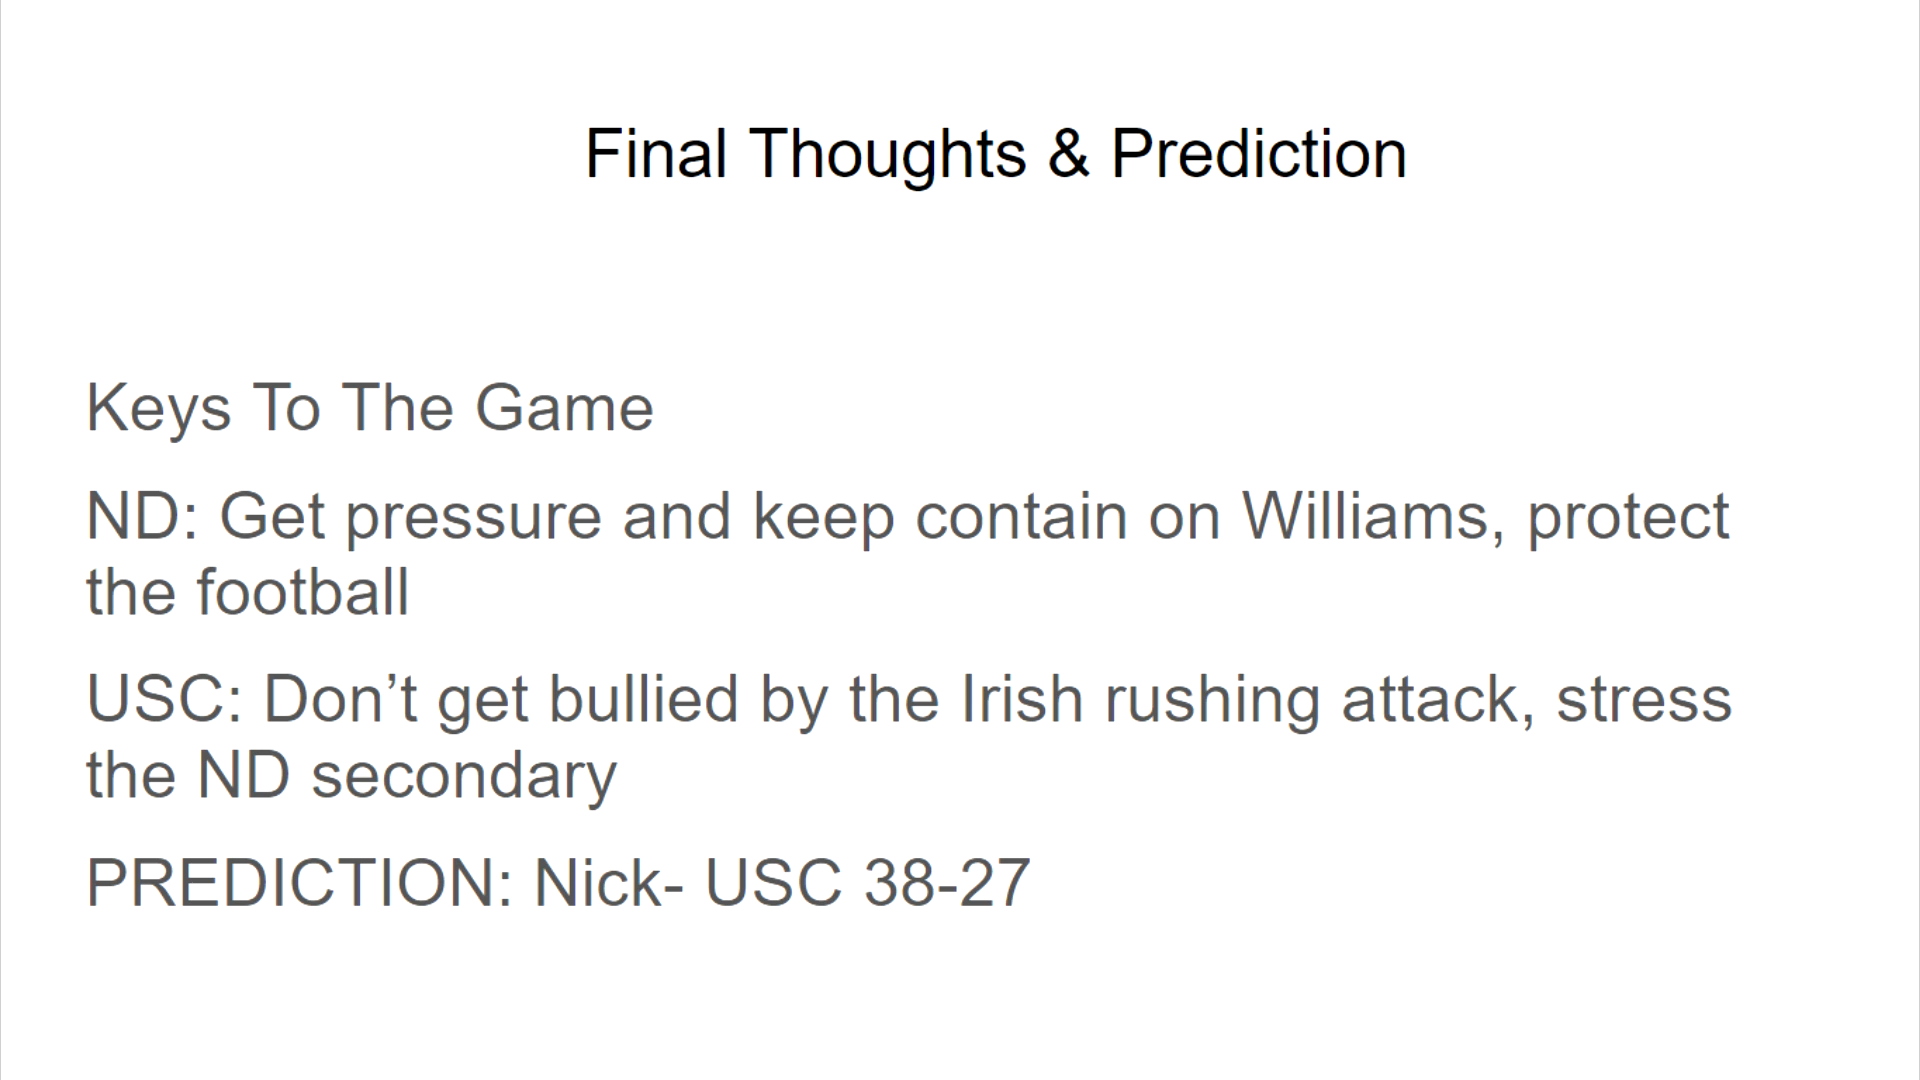 Final Thoughts & Prediction
Keys To The Game
ND: Get pressure and keep contain on Williams, protect
the football
USC: Don’t get bullied by the Irish rushing attack, stress
the ND secondary
PREDICTION: Nick- USC 38-27